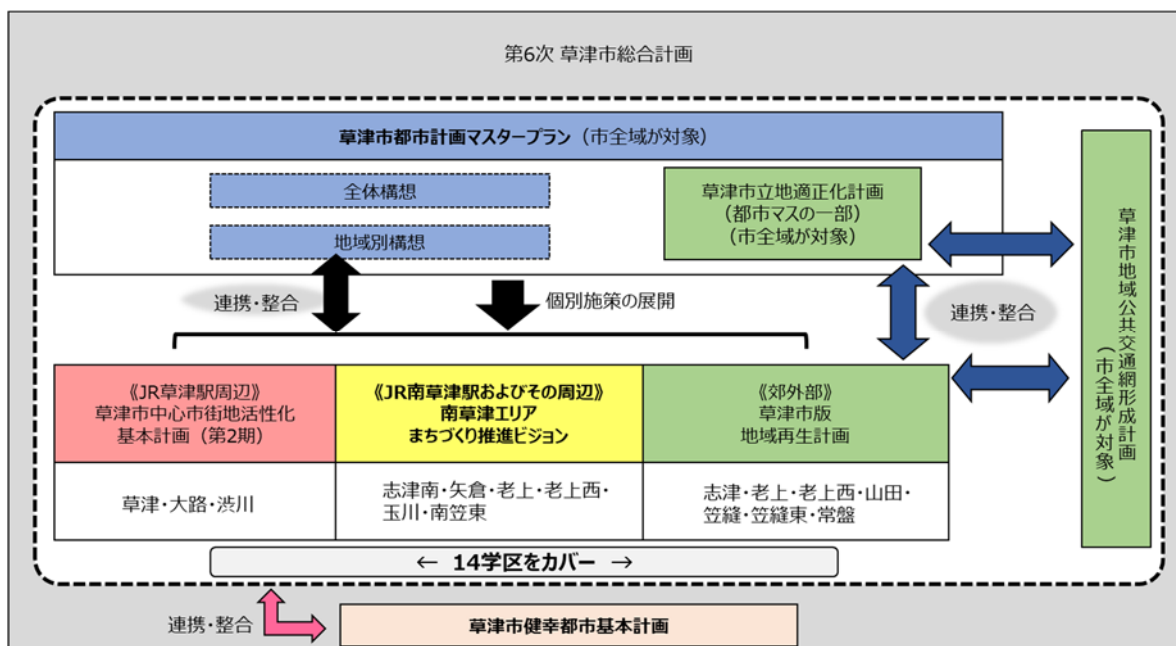 第6次 草津市総合計画
草津市都市計画マスタープラン（市全域が対象）
全体構想
地域別構想
草津市立地適正化計画
（都市マスの一部）
（市全域が対象）
連携・整合
個別施策の展開
連携・整合
草津市地域公共交通網形成計画
（市全域が対象）
《JR草津駅周辺》
草津市中心市街地活性化
基本計画（第2期）
《JR南草津駅およびその周辺》
南草津エリア
まちづくり推進ビジョン
《郊外部》
草津市版
地域再生計画
草津・大路・渋川
志津南・矢倉・老上・老上西・
玉川・南笠東
志津・老上・老上西・山田・
笠縫・笠縫東・常盤
← 14学区をカバー →
連携・整合
草津市健幸都市基本計画